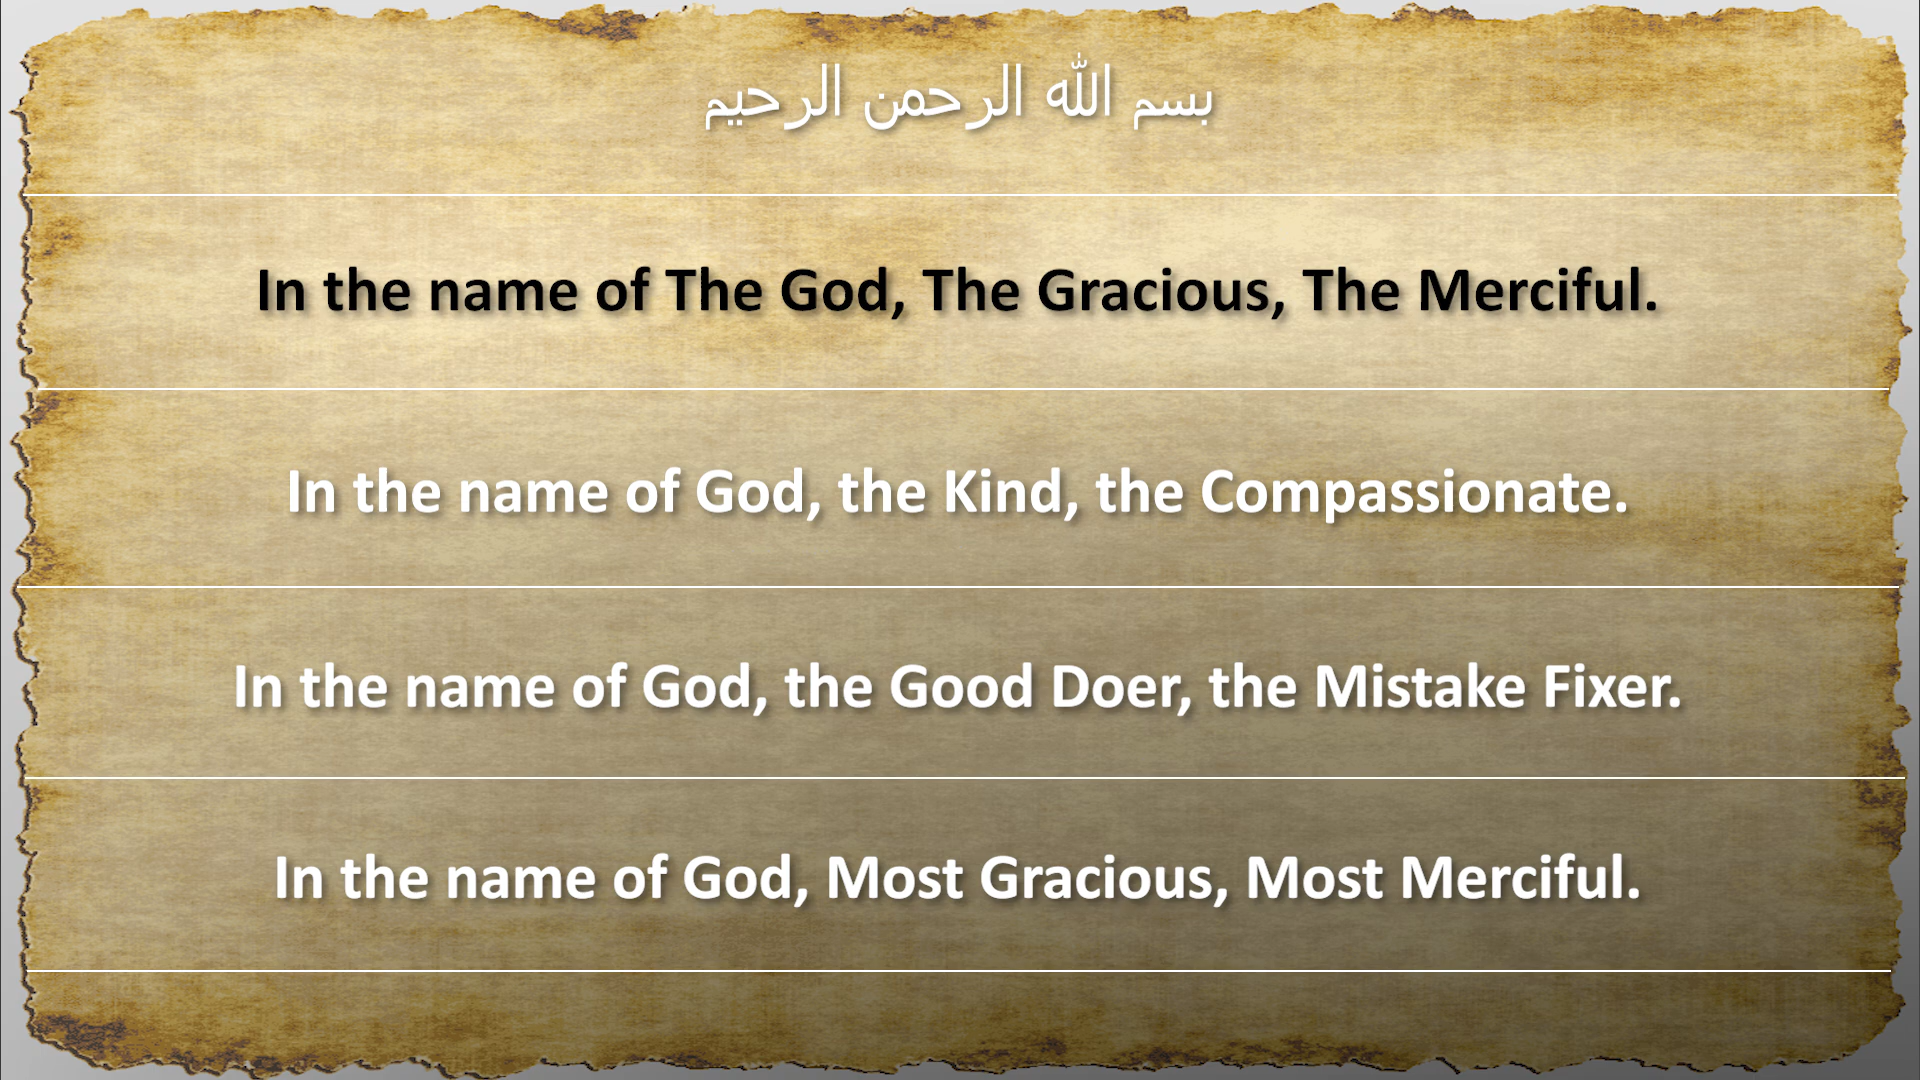 بسم الله الرحمن الرحيم
In the name of The God, The Gracious, The Merciful.
In the name of God, the Kind, the Compassionate.
In the name of God, the Good Doer, the Mistake Fixer.
In the name of God, Most Gracious, Most Merciful.